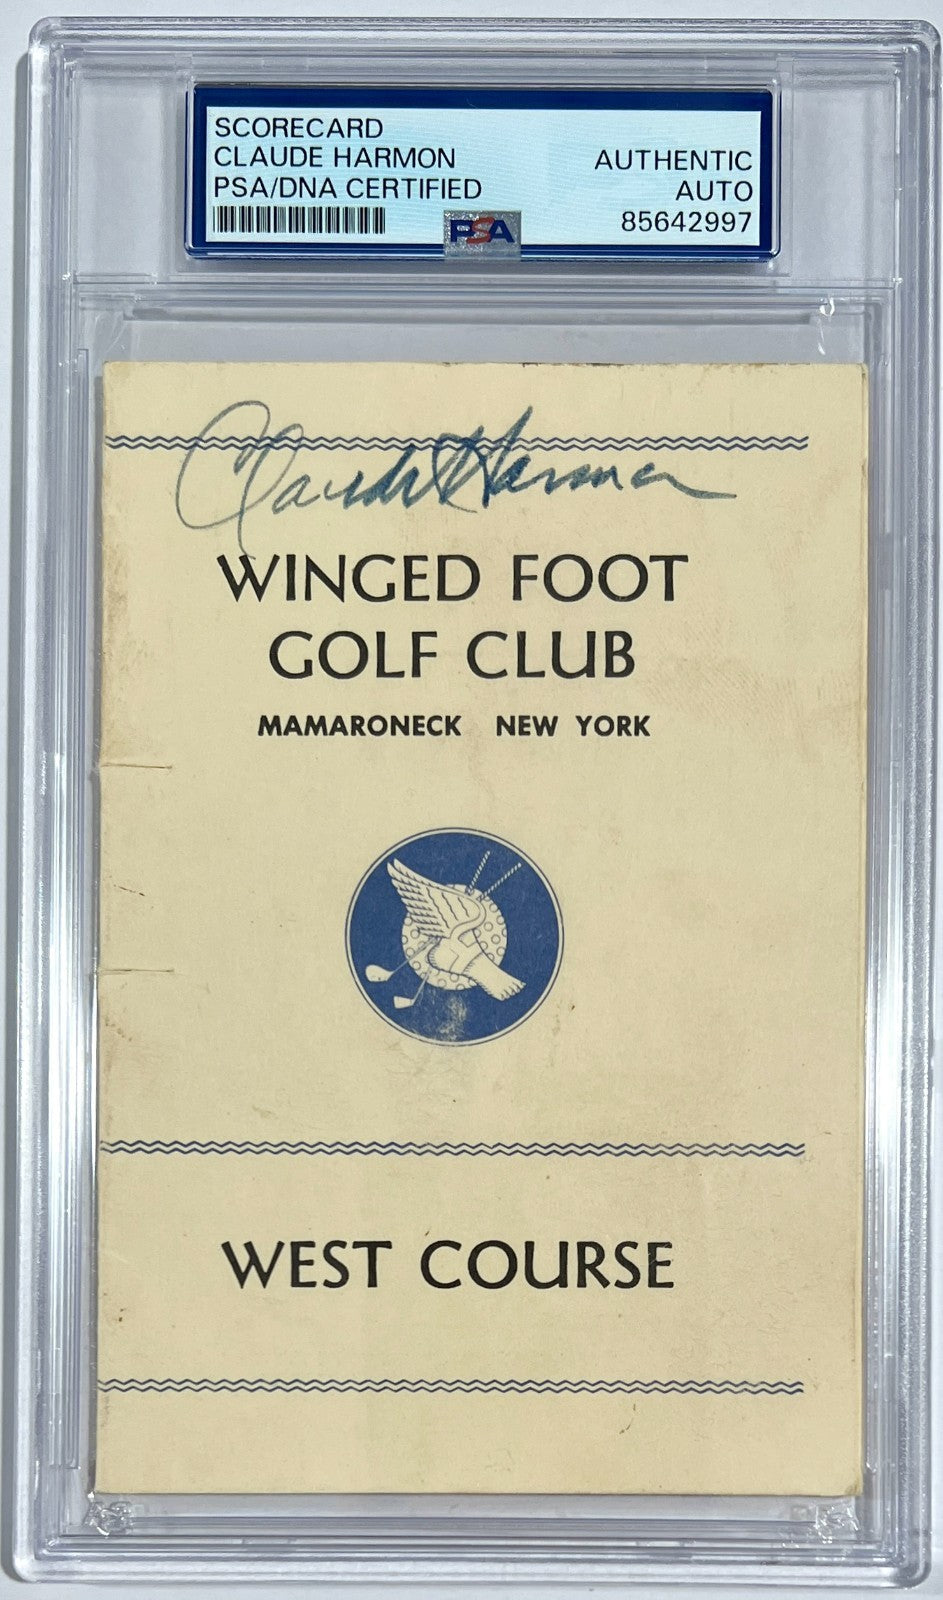 SCORECARD
CLAUDE HARMON
PSA/DNA CERTIFIED
AUTHENTIC
AUTO
85642997
PSA
Claude Harmon
WINGED FOOT
GOLF CLUB
MAMARONECK NEW YORK
WEST COURSE